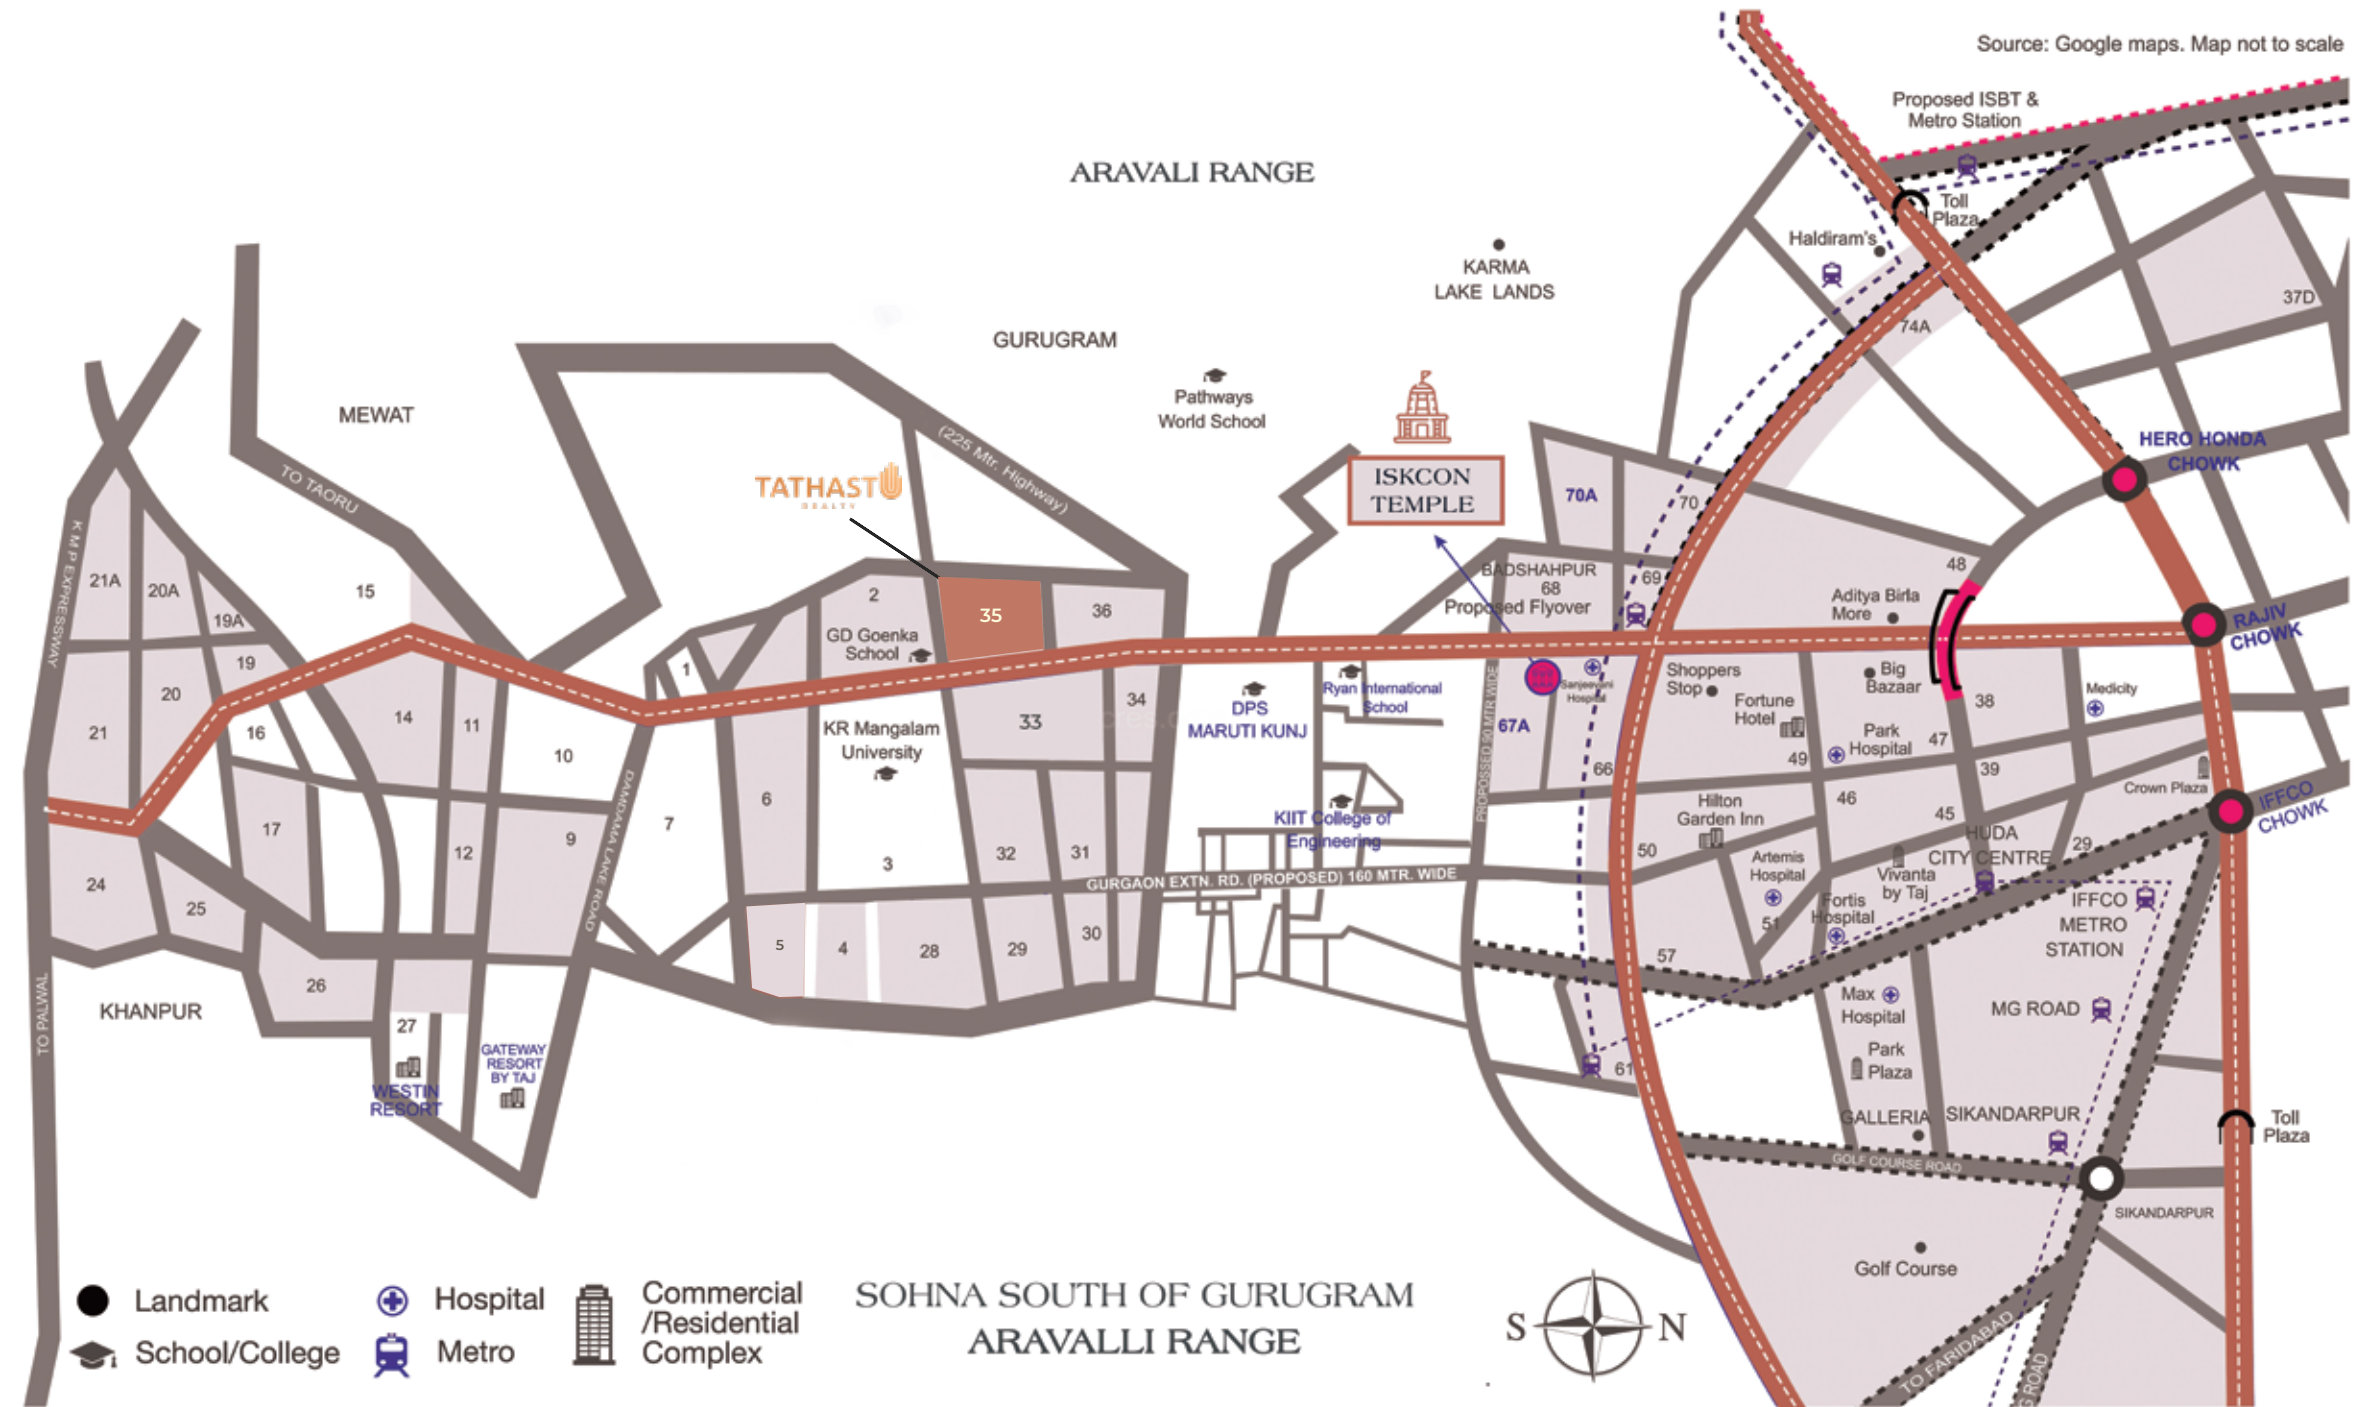 Source: Google maps. Map not to scale
Proposed ISBT &
Metro Station
ARAVALI RANGE
Toll
Plaza
Haldiram's
KARMA
LAKE LANDS
37D
74A
GURUGRAM
Pathways
World School
MEWAT
TO TAORU
(225 Mtr. Highway)
HERO HONDA
CHOWK
TATHASTU
REALTY
ISKCON
TEMPLE
70A
70
K M P EXPRESSWAY
21A
20A
19A
15
2
35
36
GD Goenka
School
BADSHAHPUR
68
Proposed Flyover
69
48
Aditya Birla
More
RAJIV
CHOWK
19
20
21
16
14
11
10
1
KR Mangalam
University
33
34
DPS
MARUTI KUNJ
Ryan International
School
PROPOSSED 90 MTR. WIDE
67A
Sanjeevani
Hospital
66
Shoppers
Stop
Fortune
Hotel
Big
Bazaar
38
Medicity
Park
Hospital
47
49
39
Crown Plaza
IFFCO
CHOWK
17
12
9
DAMDAMA LAKE ROAD
7
6
3
32
31
KIIT College of
Engineering
GURGAON EXTN. RD. (PROPOSED) 160 MTR. WIDE
Hilton
Garden Inn
46
45
HUDA
CITY CENTRE
29
50
Artemis
Hospital
51
Vivanta
by Taj
Fortis
Hospital
IFFCO
METRO
STATION
24
25
26
5
4
28
29
30
57
KHANPUR
TO PALWAL
27
WESTIN
RESORT
GATEWAY
RESORT
BY TAJ
Max
Hospital
MG ROAD
Park
Plaza
61
GALLERIA
SIKANDARPUR
GOLF COURSE ROAD
Toll
Plaza
SIKANDARPUR
Golf Course
TO FARIDABAD
G ROAD
Landmark
School/College
Hospital
Metro
Commercial
/Residential
Complex
SOHNA SOUTH OF GURUGRAM
ARAVALLI RANGE
S
N